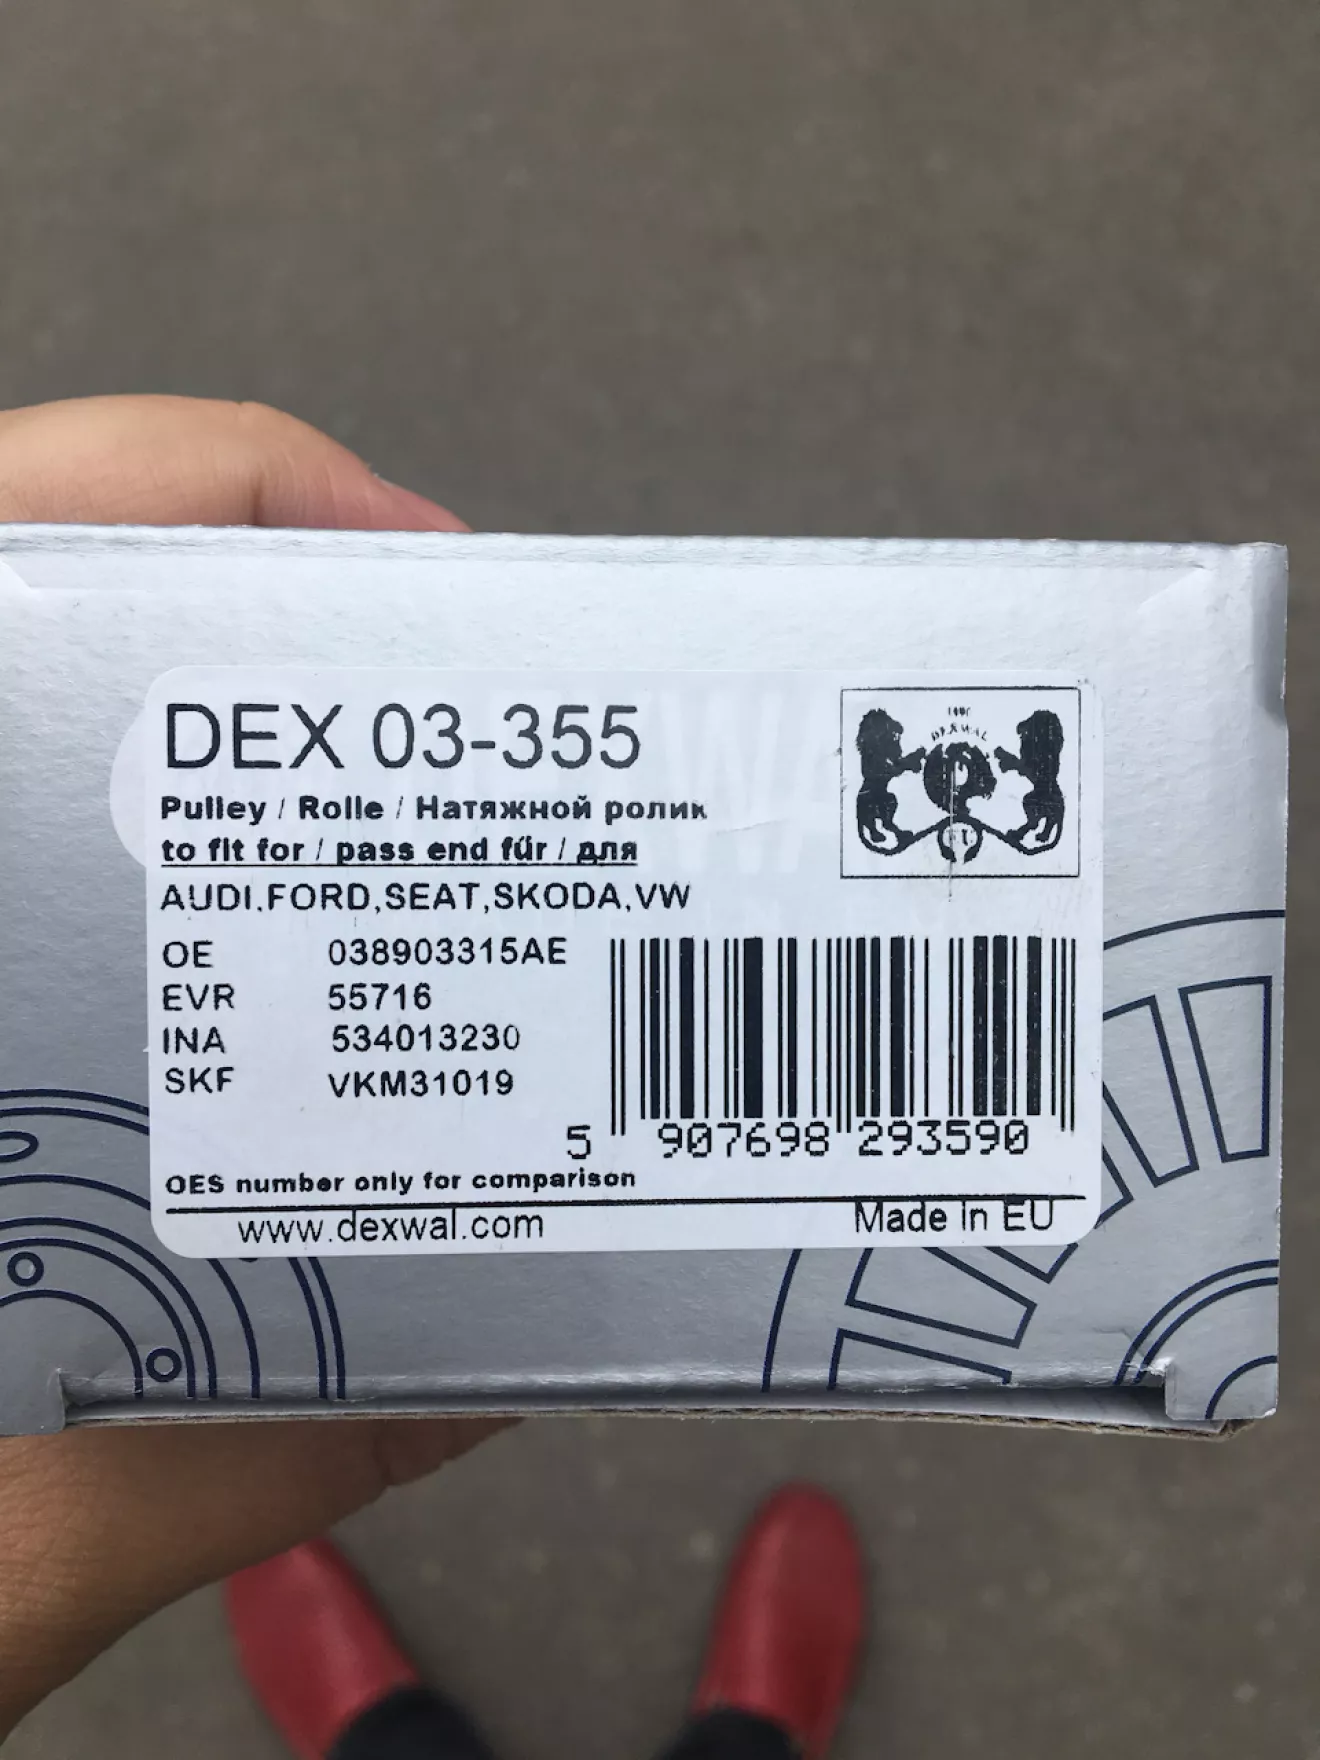 DEX 03-355
Pulley / Rolle / Натяжной ролик
to fit for / pass end für / для
AUDI,FORD,SEAT,SKODA,VW
OE 038903315AE
EVR 55716
INA 534013230
SKF VKM31019
5 907698 293590
OES number only for comparison
www.dexwal.com Made in EU
DEXWAL